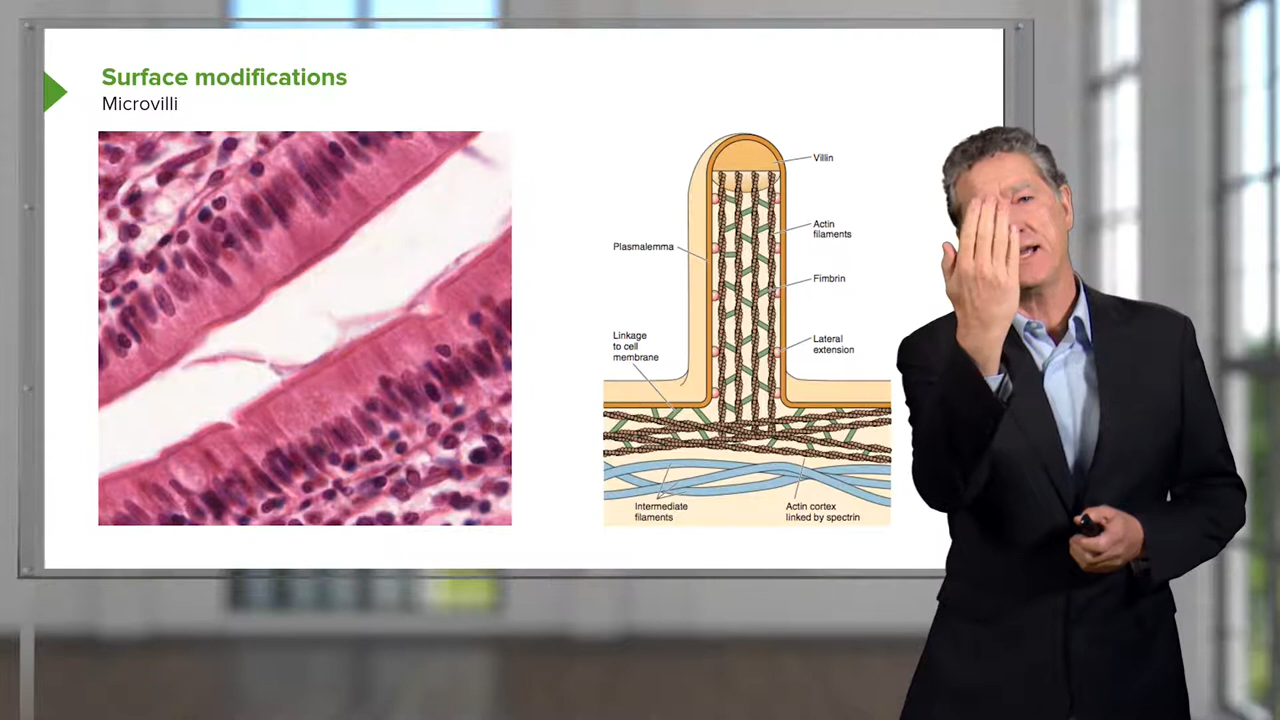 Surface modifications
Microvilli
Villin
Actin
filaments
Plasmalemma
Fimbrin
Linkage
to cell
membrane
Lateral
extension
Intermediate
filaments
Actin cortex
linked by spectrin